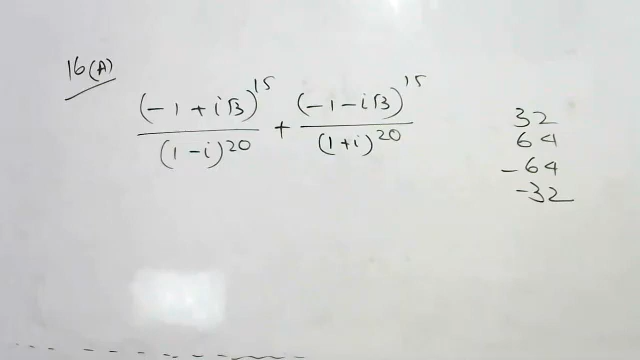 16(A)
(-1+i√3)^15 / (1-i)^20 + (-1-i√3)^15 / (1+i)^20
32
64
-64
-32